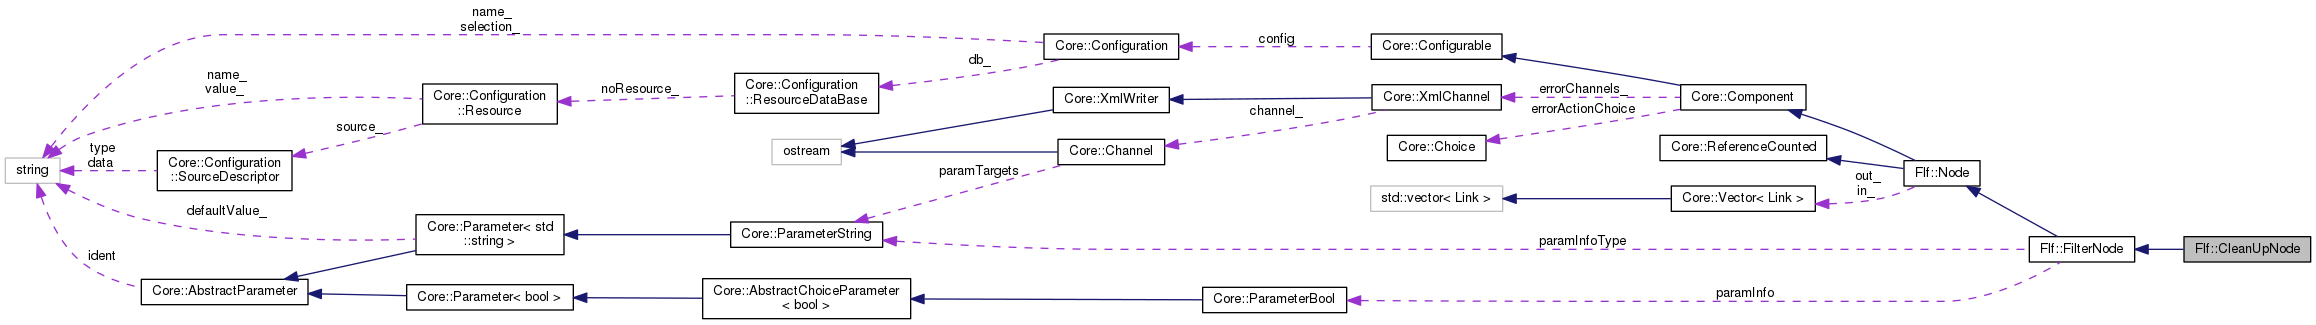 name_
selection_
Core::Configuration
config
Core::Configurable
db_
name_
value_
Core::Configuration
::Resource
noResource_
Core::Configuration
::ResourceDataBase
Core::XmlWriter
Core::XmlChannel
errorChannels_
errorActionChoice
Core::Component
channel_
source_
type
data
string
Core::Configuration
::SourceDescriptor
ostream
Core::Channel
Core::Choice
Core::ReferenceCounted
Flf::Node
paramTargets
out_
in_
std::vector< Link >
Core::Vector< Link >
defaultValue_
Core::Parameter< std
::string >
Core::ParameterString
paramInfoType
Flf::FilterNode
Flf::CleanUpNode
ident
Core::AbstractParameter
Core::Parameter< bool >
Core::AbstractChoiceParameter
< bool >
Core::ParameterBool
paramInfo